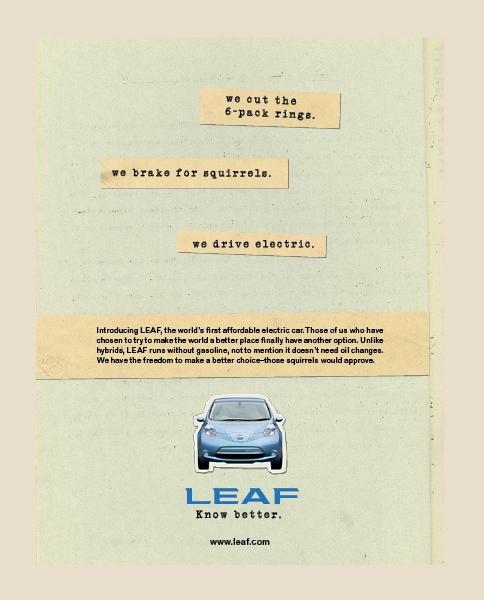 we cut the
6-pack rings.
we brake for squirrels.
we drive electric.
Introducing LEAF, the world's first affordable electric car. Those of us who have
chosen to try to make the world a better place finally have another option. Unlike
hybrids, LEAF runs without gasoline, not to mention it doesn't need oil changes.
We have the freedom to make a better choice–those squirrels would approve.
LEAF
Know better.
www.leaf.com